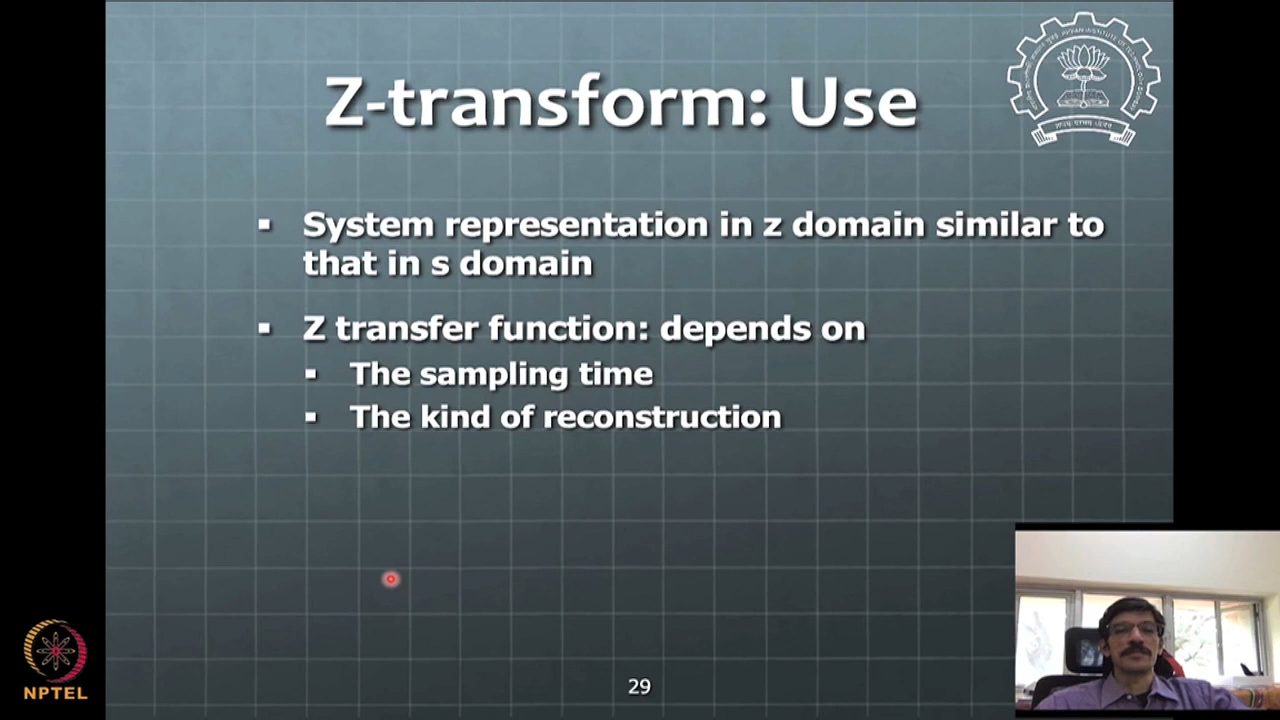 Z-transform: Use
System representation in z domain similar to
that in s domain
Z transfer function: depends on
The sampling time
The kind of reconstruction
29
NPTEL